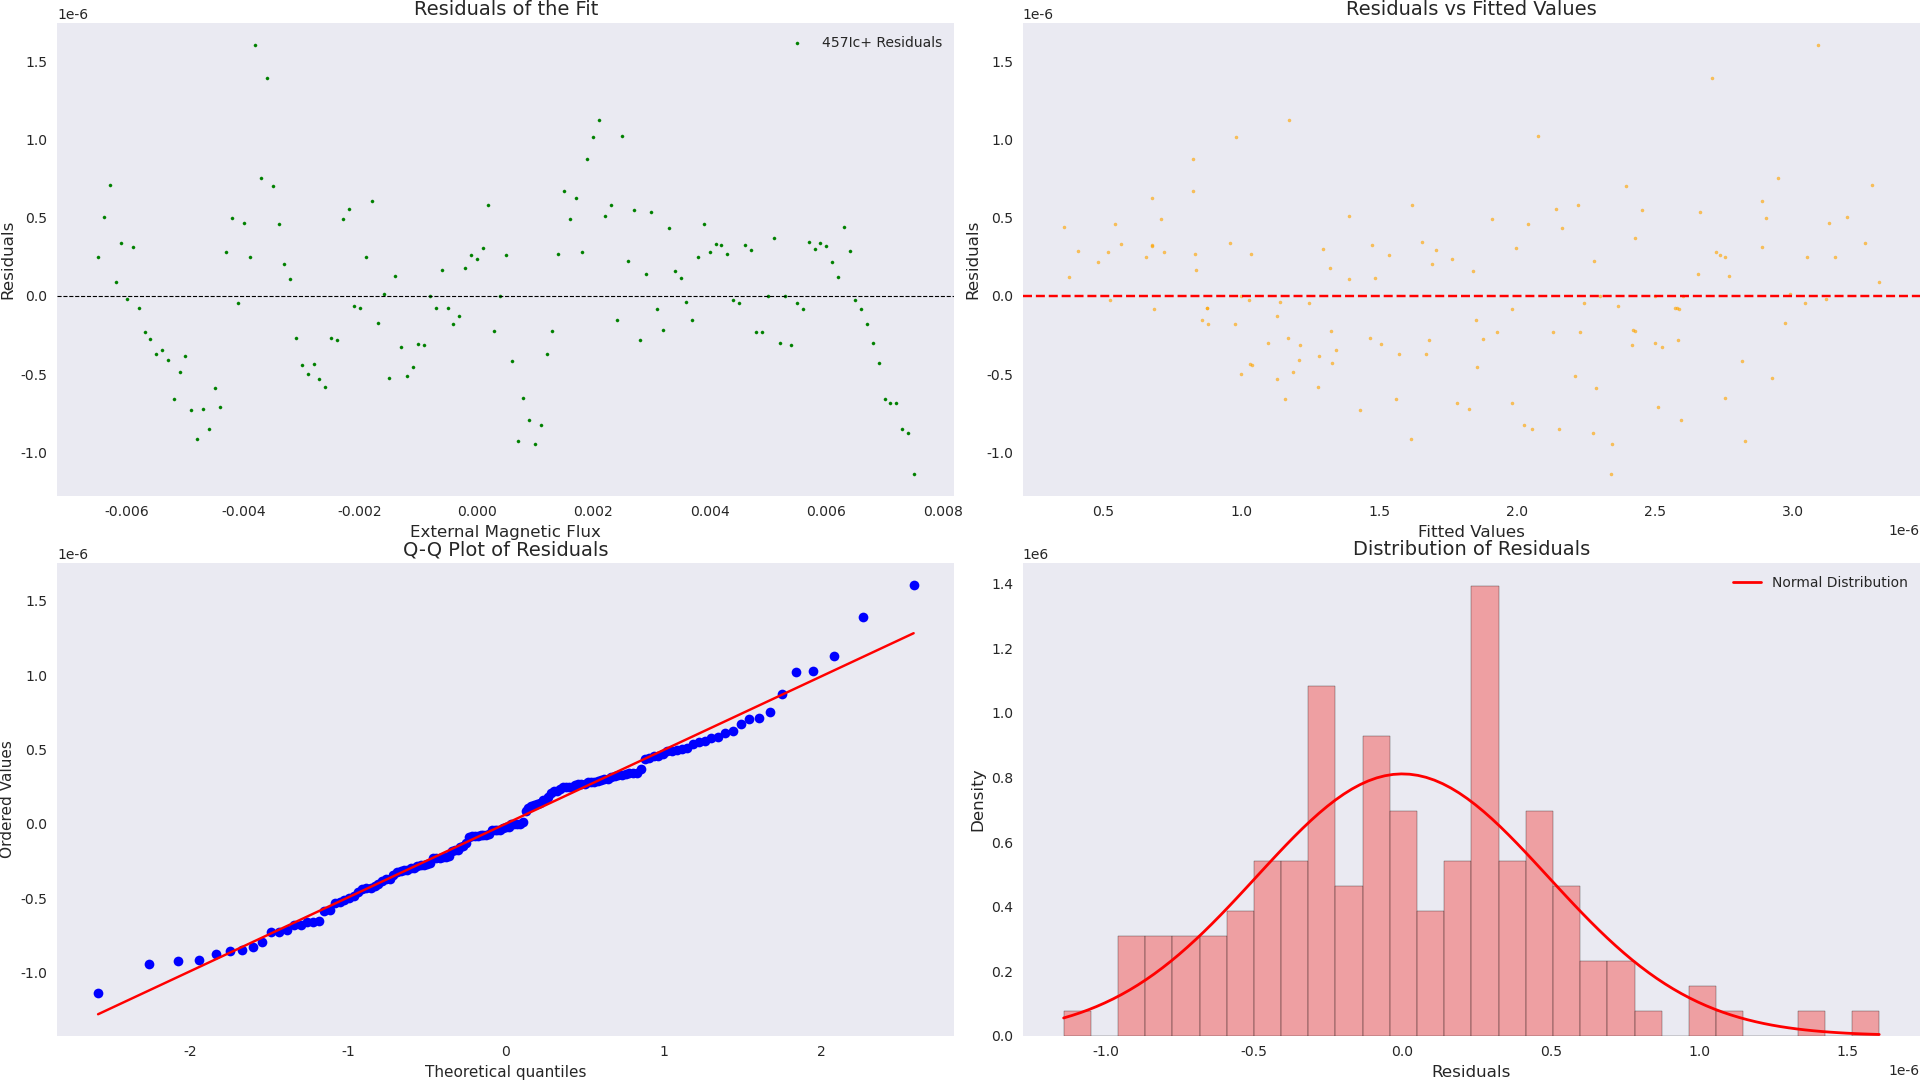 Residuals of the Fit
1e-6
457Ic+ Residuals
1.5
1.0
0.5
0.0
-0.5
-1.0
Residuals
-0.006 -0.004 -0.002 0.000 0.002 0.004 0.006 0.008
External Magnetic Flux
Residuals vs Fitted Values
1e-6
1.5
1.0
0.5
0.0
-0.5
-1.0
Residuals
0.5 1.0 1.5 2.0 2.5 3.0
Fitted Values
1e-6
Q-Q Plot of Residuals
1e-6
1.5
1.0
0.5
0.0
-0.5
-1.0
Ordered Values
-2 -1 0 1 2
Theoretical quantiles
Distribution of Residuals
1e6
Normal Distribution
1.4
1.2
1.0
0.8
0.6
0.4
0.2
0.0
Density
-1.0 -0.5 0.0 0.5 1.0 1.5
Residuals
1e-6